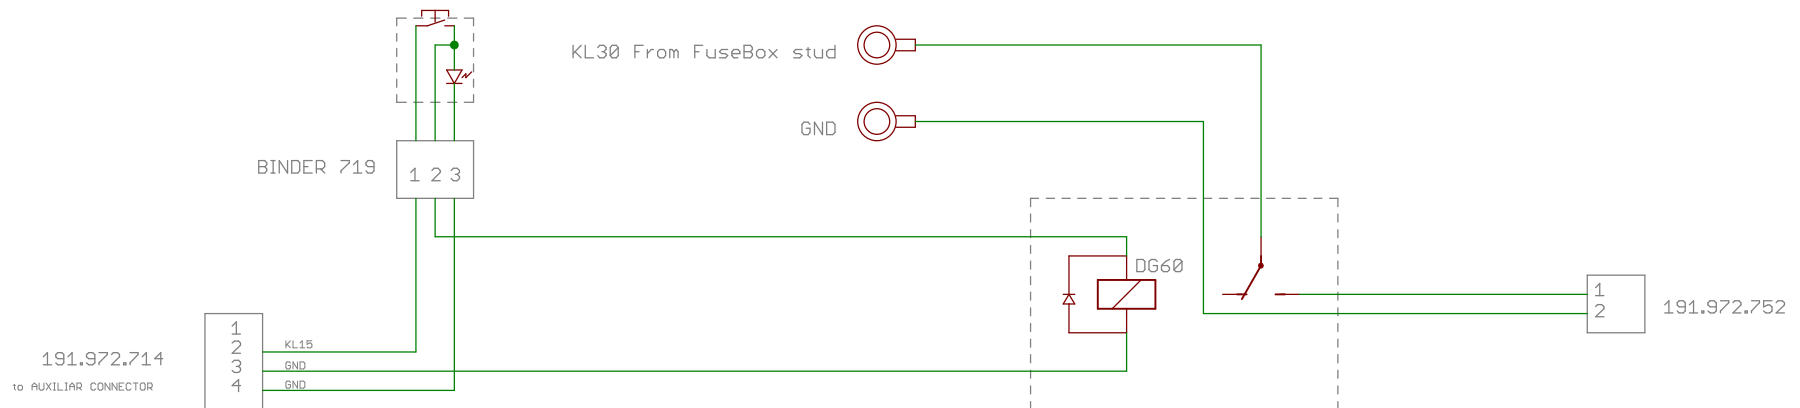 KL30 From FuseBox stud
GND
BINDER 719
1 2 3
DG60
1
2
191.972.752
1
2
3
4
KL15
GND
GND
191.972.714
to AUXILIAR CONNECTOR